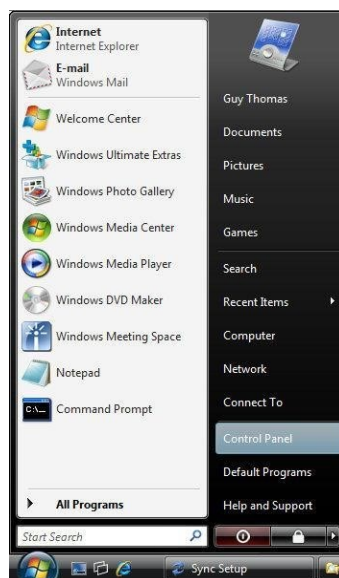 Internet
Internet Explorer
E-mail
Windows Mail
Welcome Center
Windows Ultimate Extras
Windows Photo Gallery
Windows Media Center
Windows Media Player
Windows DVD Maker
Windows Meeting Space
Notepad
C:\_
Command Prompt
All Programs
Start Search
Guy Thomas
Documents
Pictures
Music
Games
Search
Recent Items
Computer
Network
Connect To
Control Panel
Default Programs
Help and Support
Sync Setup